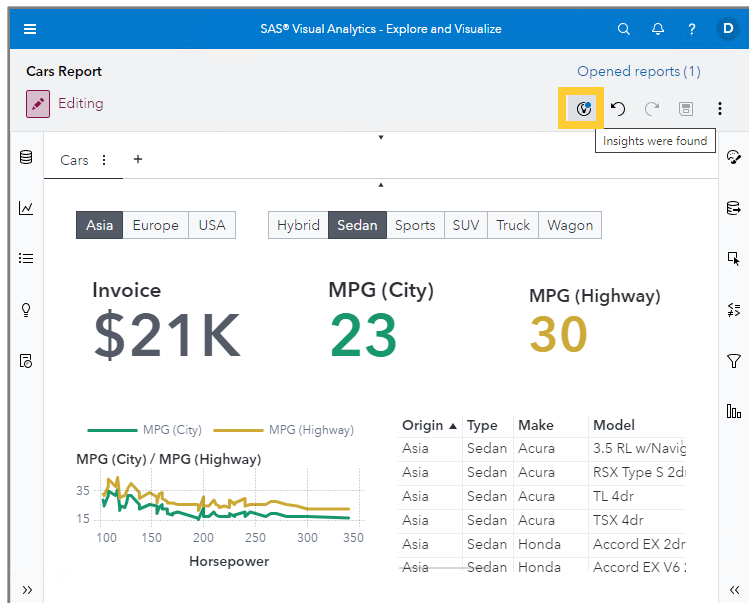 SAS® Visual Analytics - Explore and Visualize
? D
Cars Report
Opened reports (1)
Editing
Insights were found
Cars
Asia Europe USA Hybrid Sedan Sports SUV Truck Wagon
Invoice MPG (City) MPG (Highway)
$21K 23 30
MPG (City) MPG (Highway)
MPG (City) / MPG (Highway)
35
15
100 150 200 250 300 350
Horsepower
Origin Type Make Model
Asia Sedan Acura 3.5 RL w/Navig
Asia Sedan Acura RSX Type S 2dr
Asia Sedan Acura TL 4dr
Asia Sedan Acura TSX 4dr
Asia Sedan Honda Accord EX 2dr
Asia Sedan Honda Accord EX V6 2